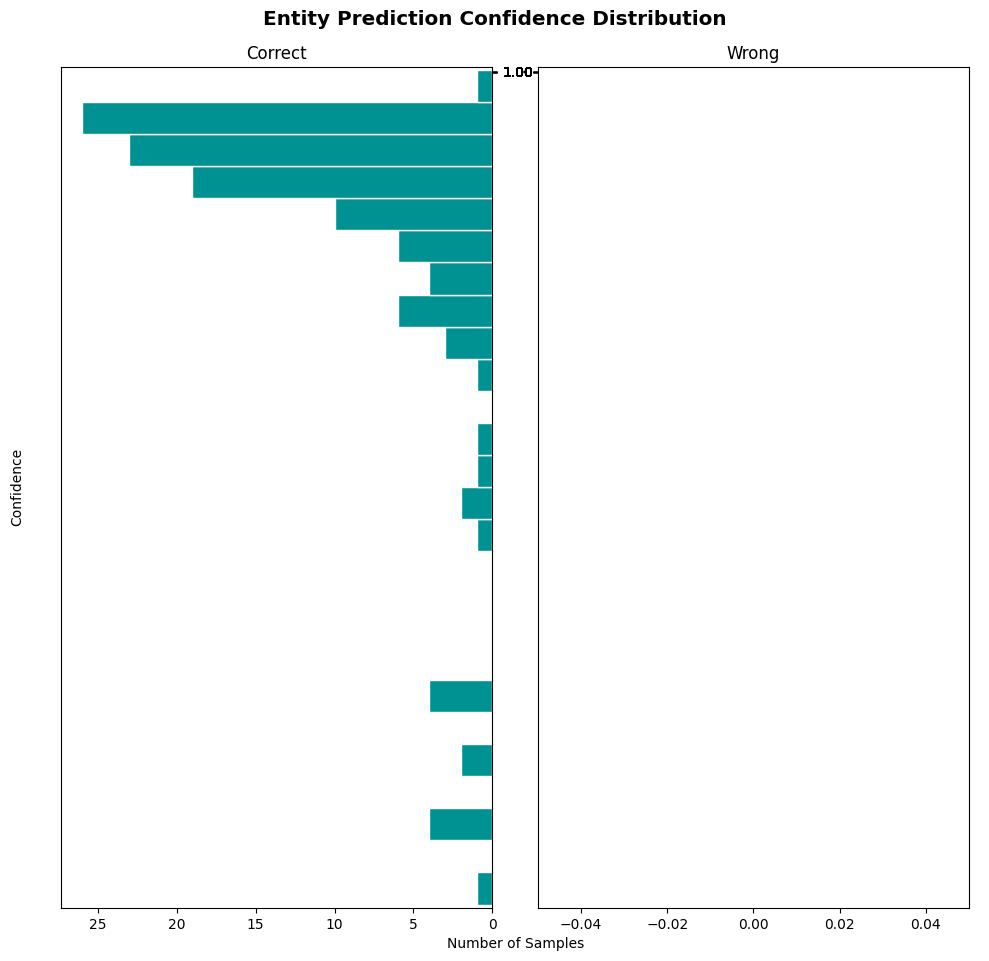 Entity Prediction Confidence Distribution
Correct
Wrong
1.00
Confidence
25 20 15 10 5 0
−0.04 −0.02 0.00 0.02 0.04
Number of Samples